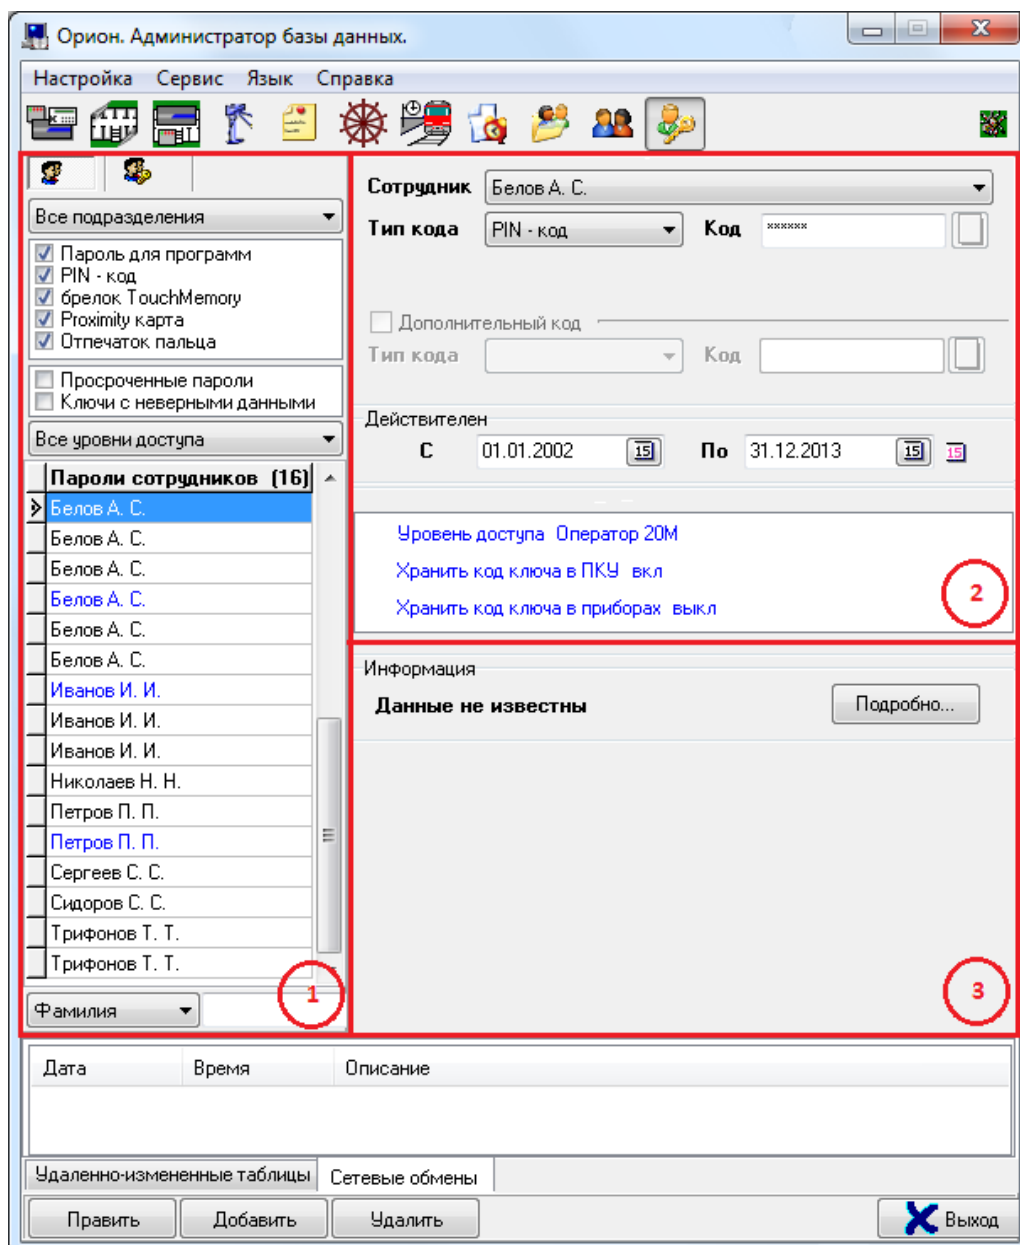 Орион. Администратор базы данных.
Настройка Сервис Язык Справка
Все подразделения
Пароль для программ
PIN - код
брелок TouchMemory
Proximity карта
Отпечаток пальца
Просроченные пароли
Ключи с неверными данными
Все уровни доступа
Пароли сотрудников (16)
Белов А. С.
Белов А. С.
Белов А. С.
Белов А. С.
Белов А. С.
Белов А. С.
Иванов И. И.
Иванов И. И.
Иванов И. И.
Николаев Н. Н.
Петров П. П.
Петров П. П.
Сергеев С. С.
Сидоров С. С.
Трифонов Т. Т.
Трифонов Т. Т.
1
Фамилия
Сотрудник Белов А. С.
Тип кода PIN - код Код ××××××
Дополнительный код
Тип кода Код
Действителен
С 01.01.2002 15 По 31.12.2013 15 15
Уровень доступа Оператор 20М
Хранить код ключа в ПКУ вкл
Хранить код ключа в приборах выкл
2
Информация
Данные не известны Подробно...
3
Дата Время Описание
Удаленно-измененные таблицы Сетевые обмены
Править Добавить Удалить Выход